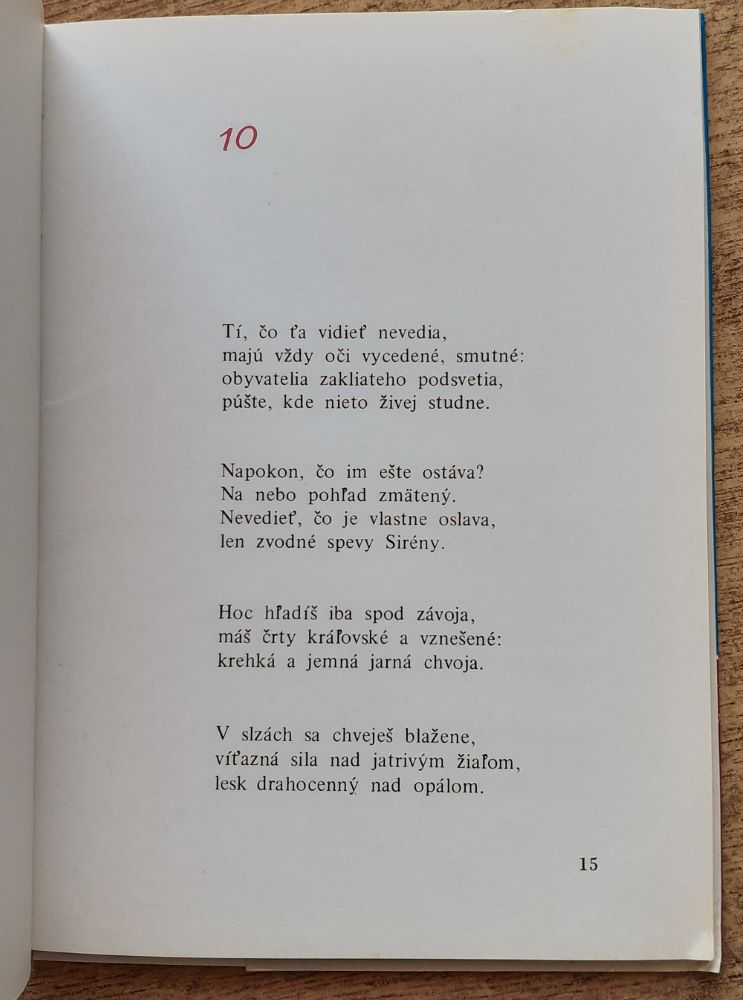 10
Tí, čo ťa vidieť nevedia,
majú vždy oči vycedené, smutné:
obyvatelia zakliateho podsvetia,
púšte, kde nieto živej studne.
Napokon, čo im ešte ostáva?
Na nebo pohľad zmätený.
Nevedieť, čo je vlastne oslava,
len zvodné spevy Sirény.
Hoc hľadíš iba spod závoja,
máš črty kráľovské a vznešené:
krehká a jemná jarná chvoja.
V slzách sa chveješ blažene,
víťazná sila nad jatrivým žiaľom,
lesk drahocenný nad opálom.
15